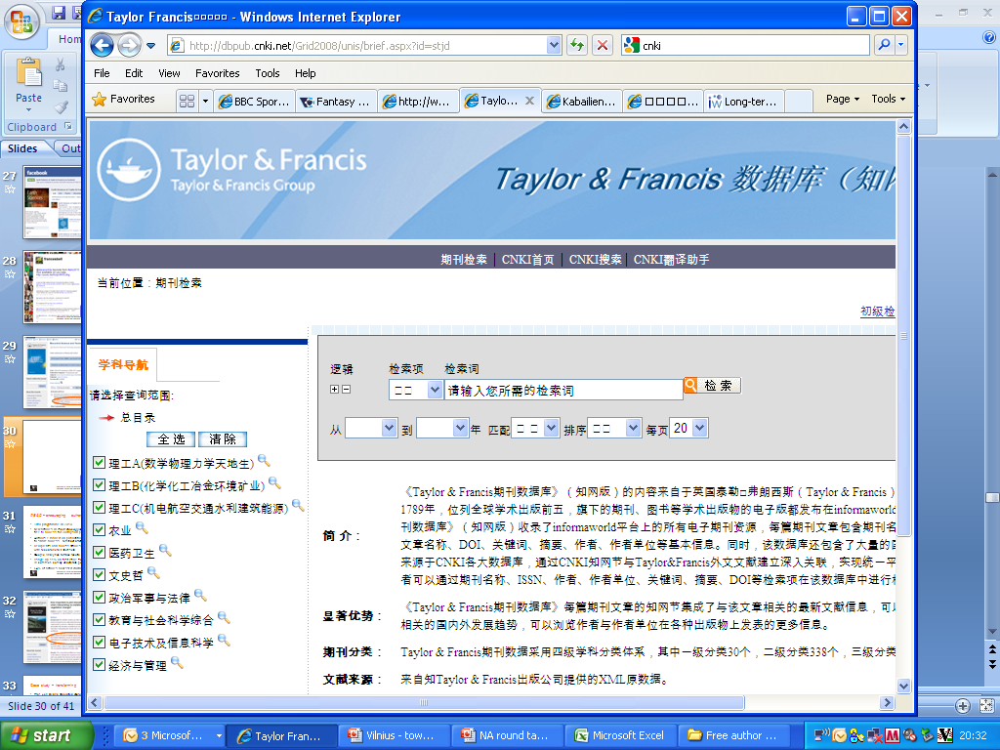 Taylor Francis□□□□□ - Windows Internet Explorer
http://dbpub.cnki.net/Grid2008/unis/brief.aspx?id=stjd
cnki
File Edit View Favorites Tools Help
Favorites BBC Spor... Fantasy ... http://w... Taylo... Kabailien... □□□□... Long-ter... Page Tools
Hom
Paste
Clipboard
Slides Out
27
28
29
30
31
32
33
Slide 30 of 41
Taylor & Francis
Taylor & Francis Group
Taylor & Francis 数据库（知网
期刊检索 | CNKI首页 | CNKI搜索 | CNKI翻译助手
当前位置：期刊检索
初级检
学科导航
请选择查询范围:
总目录
全 选 清 除
理工A(数学物理力学天地生)
理工B(化学化工冶金环境矿业)
理工C(机电航空交通水利建筑能源)
农业
医药卫生
文史哲
政治军事与法律
教育与社会科学综合
电子技术及信息科学
经济与管理
逻辑 检索项 检索词
□□ 请输入您所需的检索词 检 索
从 到 年 匹配 □ □ 排序 □□ 每页 20
简 介：
《Taylor & Francis期刊数据库》（知网版）的内容来自于英国泰勒□弗朗西斯（Taylor & Francis）
1789年，位列全球学术出版前五，旗下的期刊、图书等学术出版物的电子版都发布在informaworld
刊数据库》（知网版）收录了informaworld平台上的所有电子期刊资源，每篇期刊文章包含期刊名
文章名称、DOI、关键词、摘要、作者、作者单位等基本信息。同时，该数据库还包含了大量的
来源于CNKI各大数据库，通过CNKI知网节与Taylor&Francis外文文献建立深入关联，实现统一平
者可以通过期刊名称、ISSN、作者、作者单位、关键词、摘要、DOI等检索项在该数据库中进行
显著优势：
《Taylor & Francis期刊数据库》每篇期刊文章的知网节集成了与该文章相关的最新文献信息，可
相关的国内外发展趋势，可以浏览作者与作者单位在各种出版物上发表的更多信息。
期刊分类： Taylor & Francis期刊数据采用四级学科分类体系，其中一级分类30个，二级分类338个，三级分类
文献来源： 来自知Taylor & Francis出版公司提供的XML原数据。
start 3 Microsof... Taylor Fran... Vilnius - tow... NA round ta... Microsoft Excel Free author ... 20:32